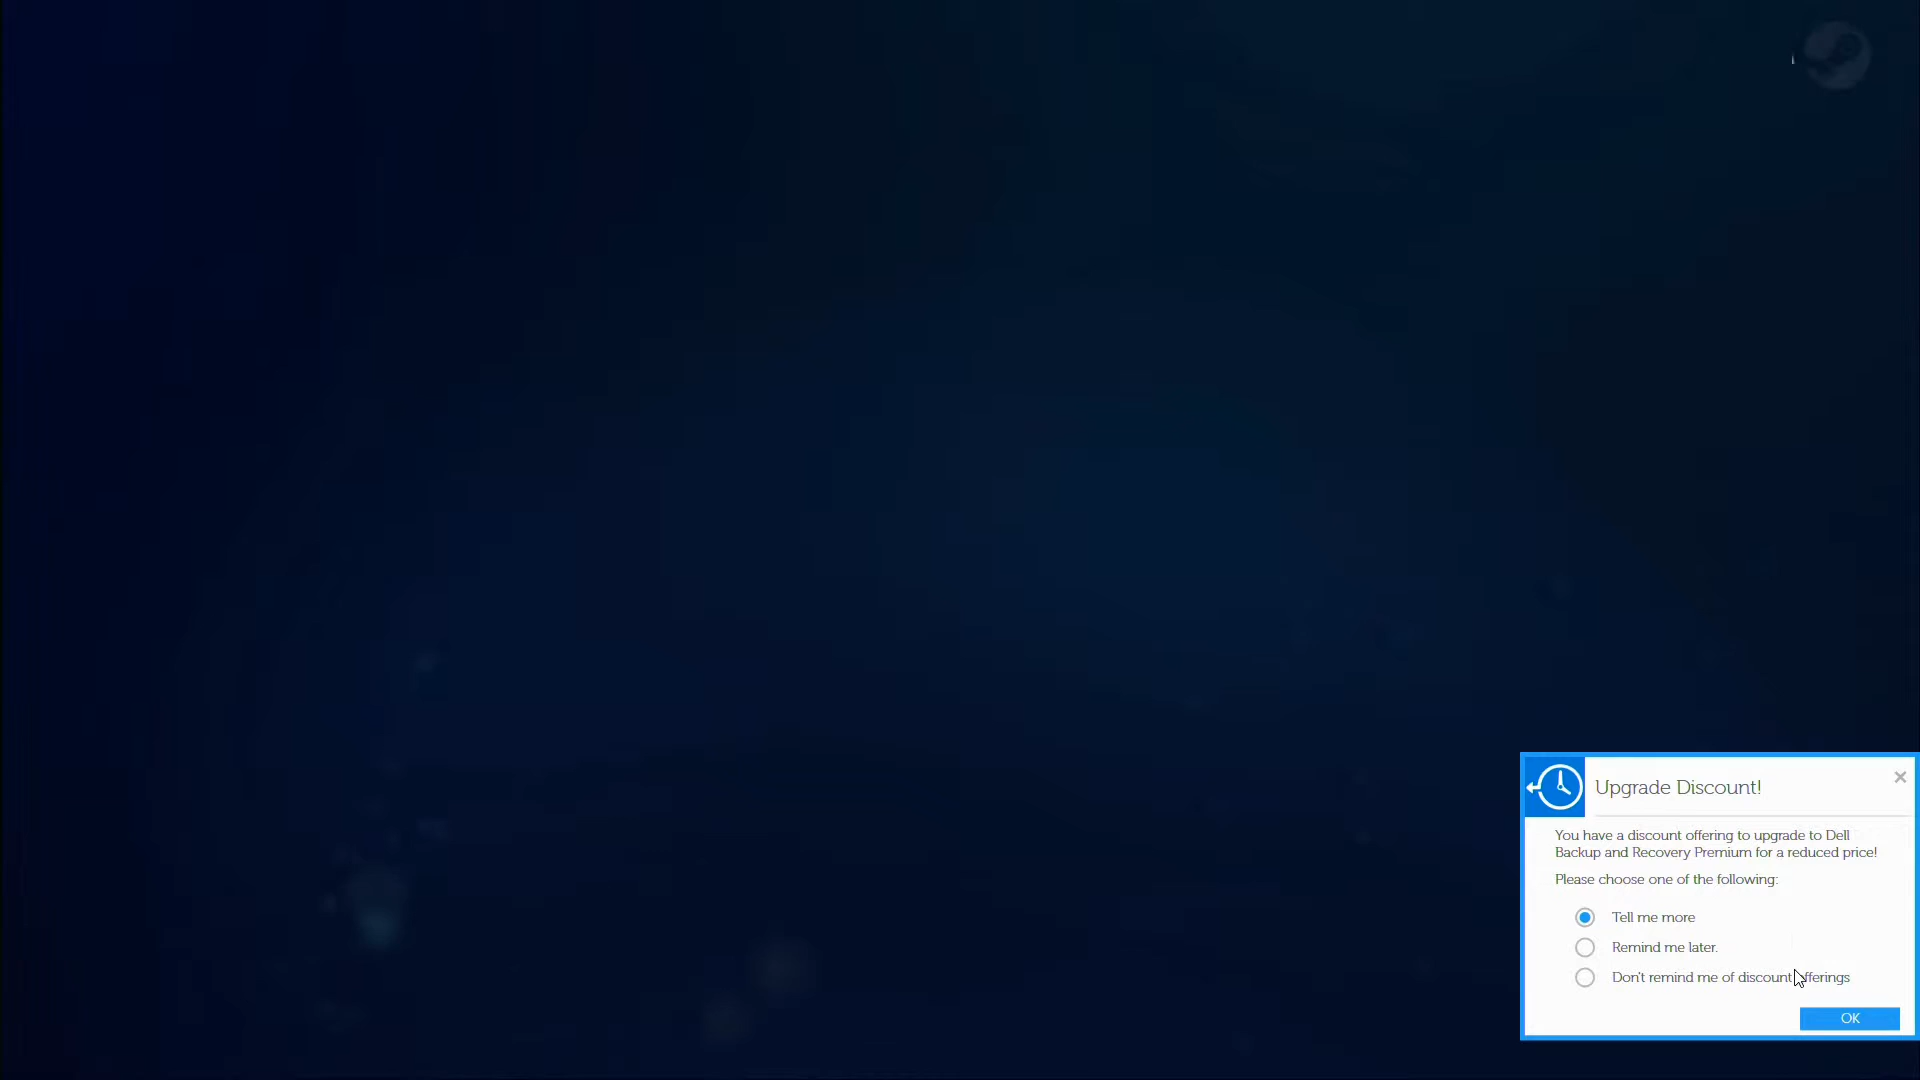 Upgrade Discount!
You have a discount offering to upgrade to Dell
Backup and Recovery Premium for a reduced price!
Please choose one of the following:
Tell me more
Remind me later.
Don't remind me of discount offerings
OK